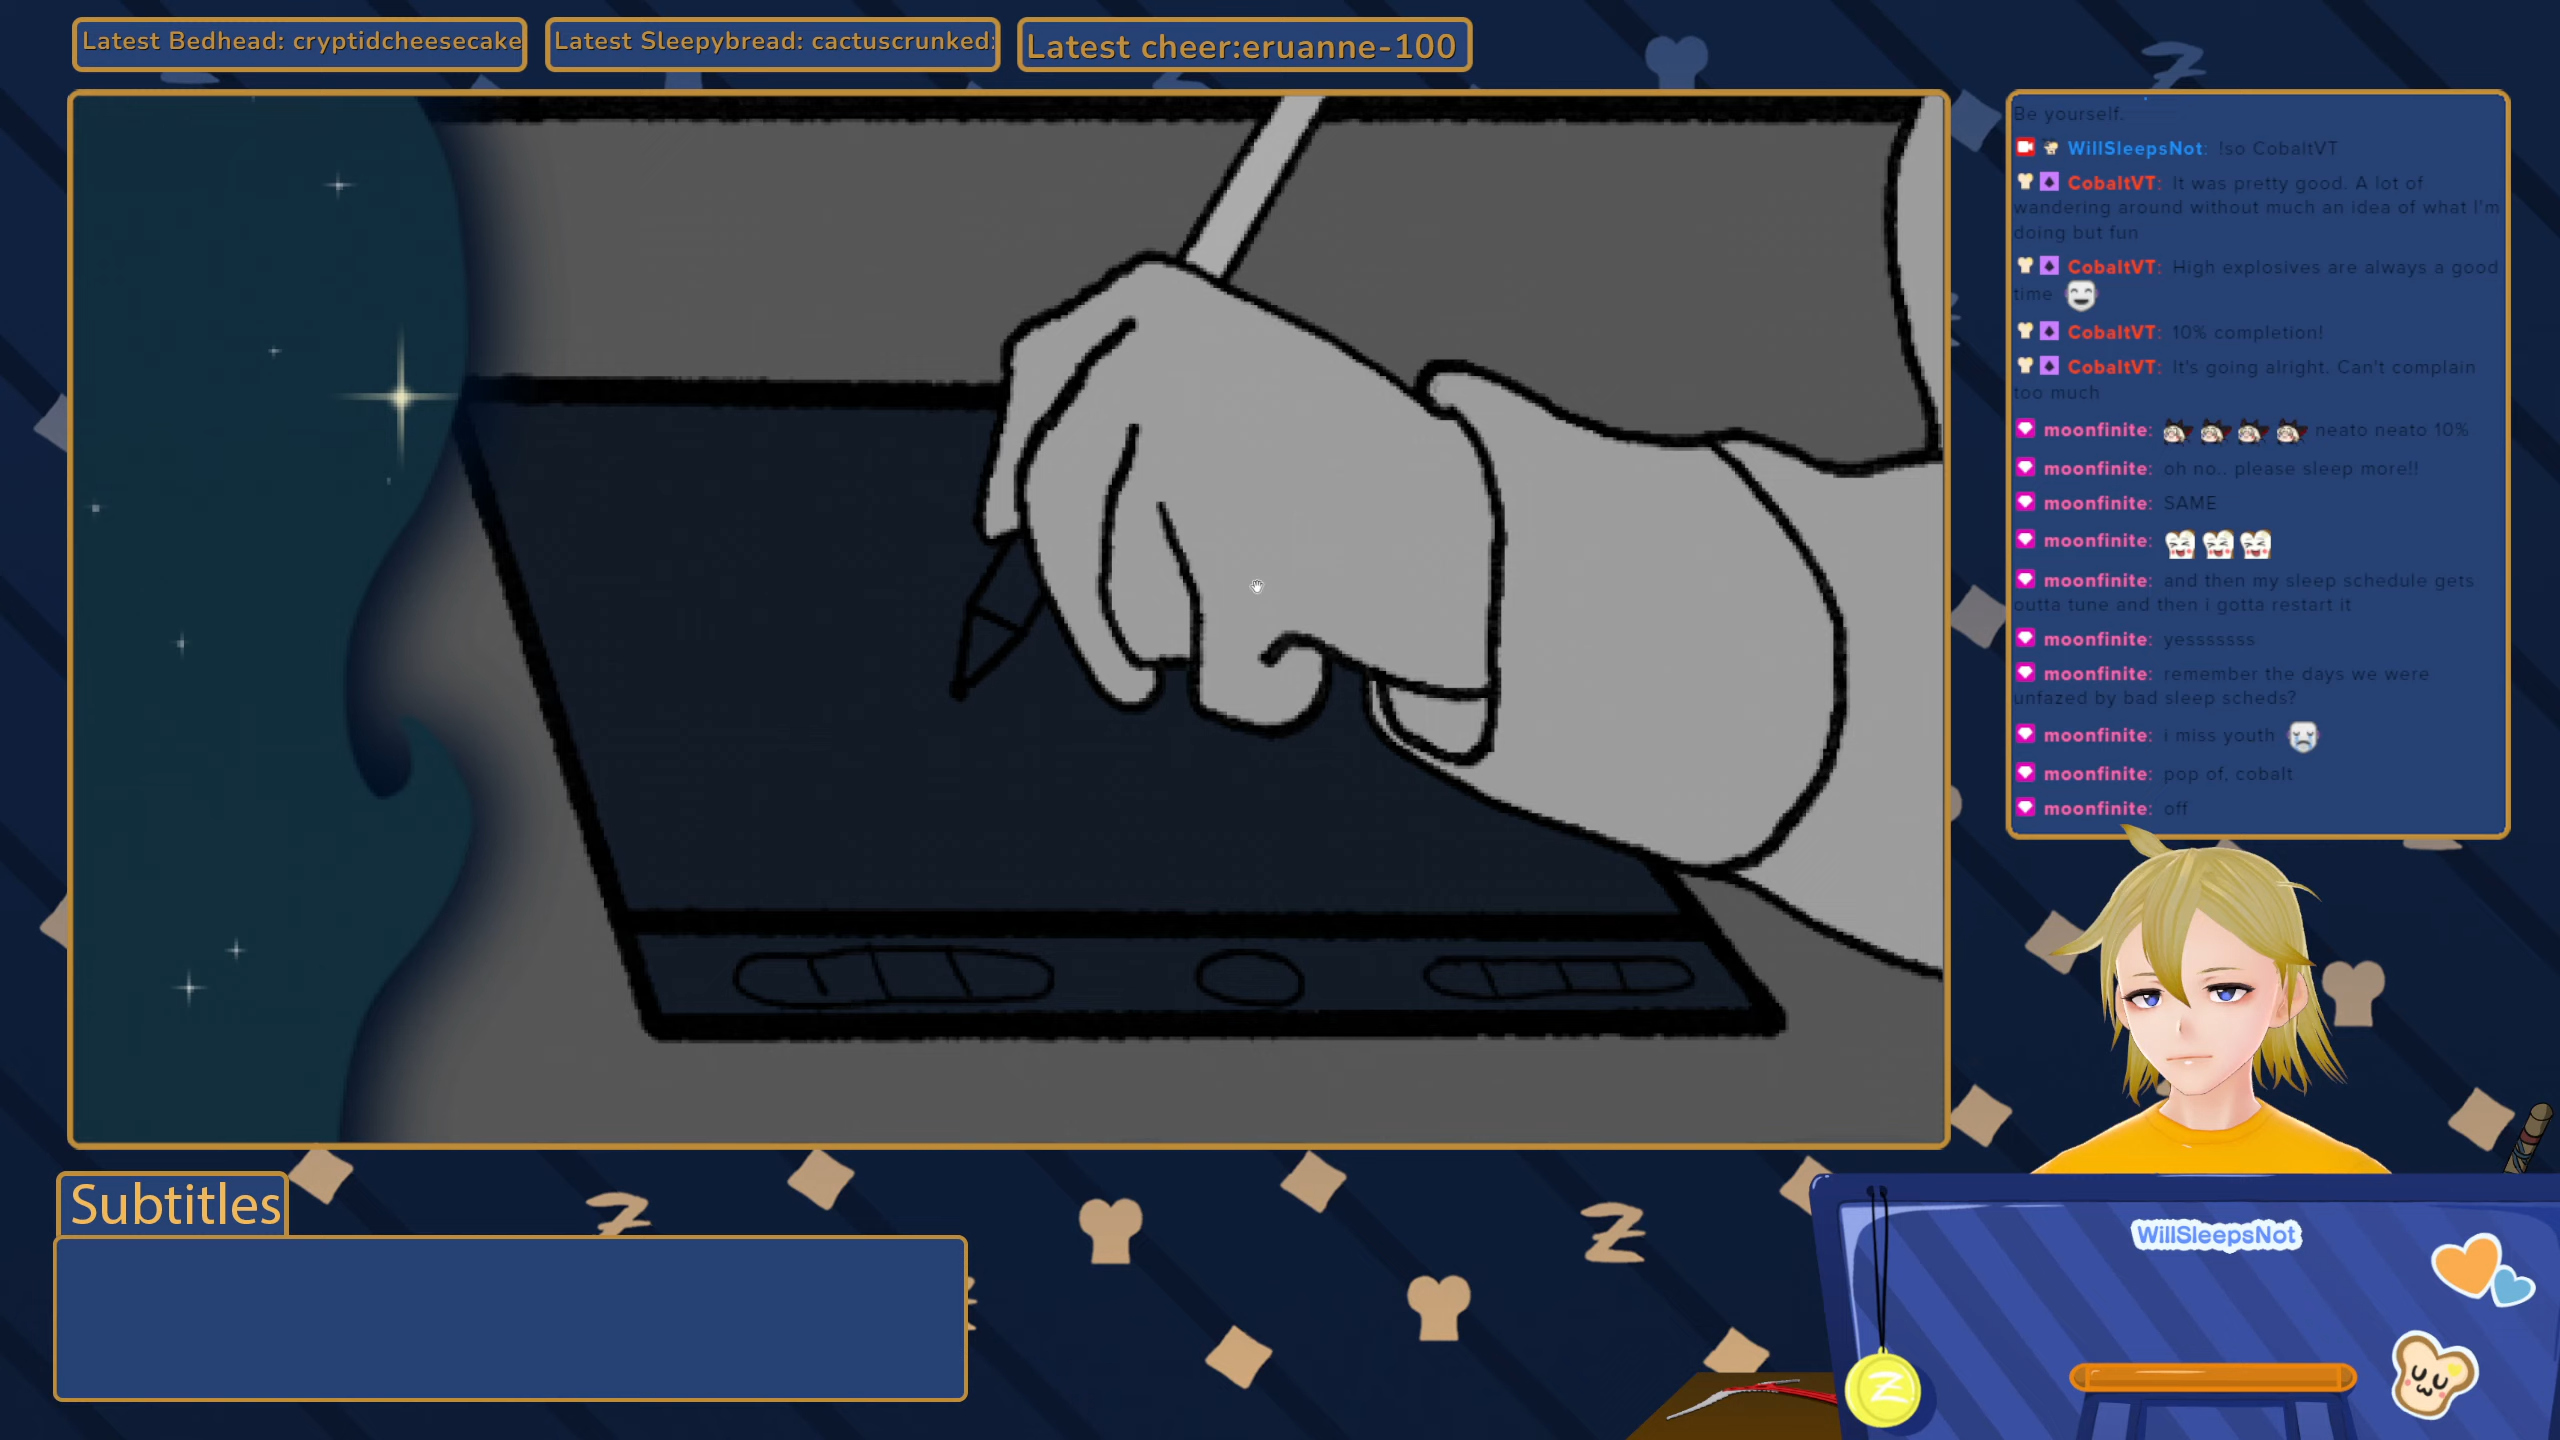 Latest Bedhead: cryptidcheesecake
Latest Sleepybread: cactuscrunked:
Latest cheer:eruanne-100
Be yourself.
WillSleepsNot: !so CobaltVT
CobaltVT: It was pretty good. A lot of
wandering around without much an idea of what I'm
doing but fun
CobaltVT: High explosives are always a good
time
CobaltVT: 10% completion!
CobaltVT: It's going alright. Can't complain
too much
moonfinite: neato neato 10%
moonfinite: oh no.. please sleep more!!
moonfinite: SAME
moonfinite:
moonfinite: and then my sleep schedule gets
outta tune and then i gotta restart it
moonfinite: yesssssss
moonfinite: remember the days we were
unfazed by bad sleep scheds?
moonfinite: i miss youth
moonfinite: pop of, cobalt
moonfinite: off
Subtitles
WillSleepsNot
Z